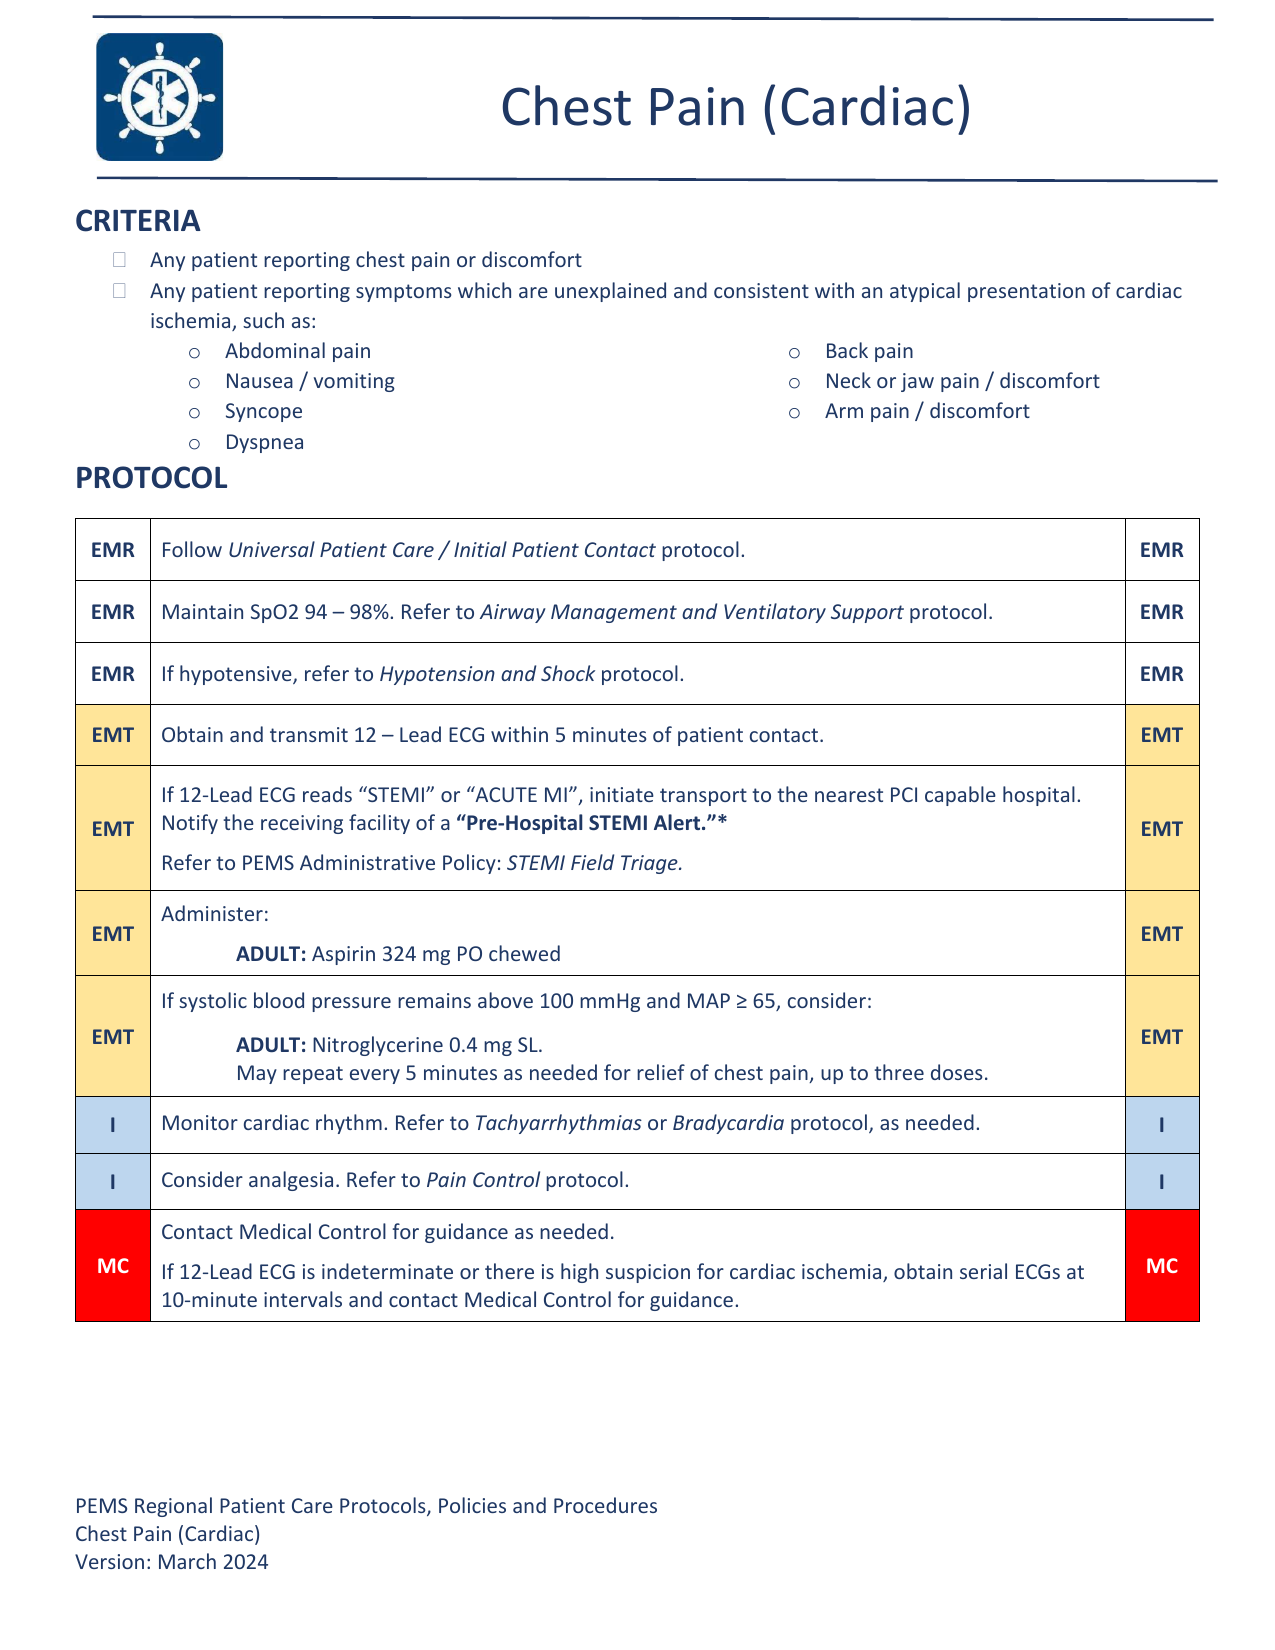 Chest Pain (Cardiac)
CRITERIA
Any patient reporting chest pain or discomfort
Any patient reporting symptoms which are unexplained and consistent with an atypical presentation of cardiac
ischemia, such as:
o Abdominal pain
o Nausea / vomiting
o Syncope
o Dyspnea
o Back pain
o Neck or jaw pain / discomfort
o Arm pain / discomfort
PROTOCOL
EMR Follow Universal Patient Care / Initial Patient Contact protocol. EMR
EMR Maintain SpO2 94 – 98%. Refer to Airway Management and Ventilatory Support protocol. EMR
EMR If hypotensive, refer to Hypotension and Shock protocol. EMR
EMT Obtain and transmit 12 – Lead ECG within 5 minutes of patient contact. EMT
If 12-Lead ECG reads “STEMI” or “ACUTE MI”, initiate transport to the nearest PCI capable hospital.
EMT Notify the receiving facility of a “Pre-Hospital STEMI Alert.”* EMT
Refer to PEMS Administrative Policy: STEMI Field Triage.
Administer:
EMT ADULT: Aspirin 324 mg PO chewed EMT
If systolic blood pressure remains above 100 mmHg and MAP ≥ 65, consider:
EMT ADULT: Nitroglycerine 0.4 mg SL. EMT
May repeat every 5 minutes as needed for relief of chest pain, up to three doses.
I Monitor cardiac rhythm. Refer to Tachyarrhythmias or Bradycardia protocol, as needed. I
I Consider analgesia. Refer to Pain Control protocol. I
Contact Medical Control for guidance as needed.
MC If 12-Lead ECG is indeterminate or there is high suspicion for cardiac ischemia, obtain serial ECGs at MC
10-minute intervals and contact Medical Control for guidance.
PEMS Regional Patient Care Protocols, Policies and Procedures
Chest Pain (Cardiac)
Version: March 2024